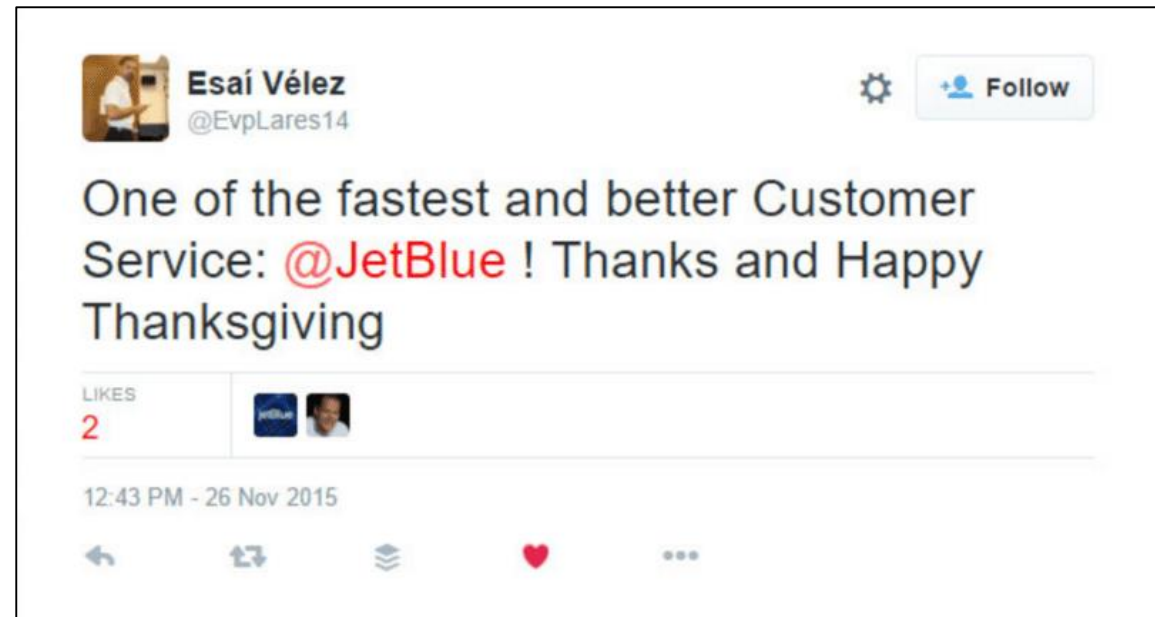 Esaí Vélez
@EvpLares14
Follow
One of the fastest and better Customer
Service: @JetBlue ! Thanks and Happy
Thanksgiving
LIKES
2
jetBlue
12:43 PM - 26 Nov 2015